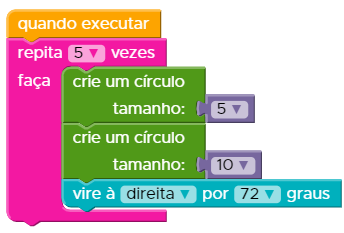 quando executar
repita 5 vezes
faça
crie um círculo
tamanho: 5
crie um círculo
tamanho: 10
vire à direita por 72 graus